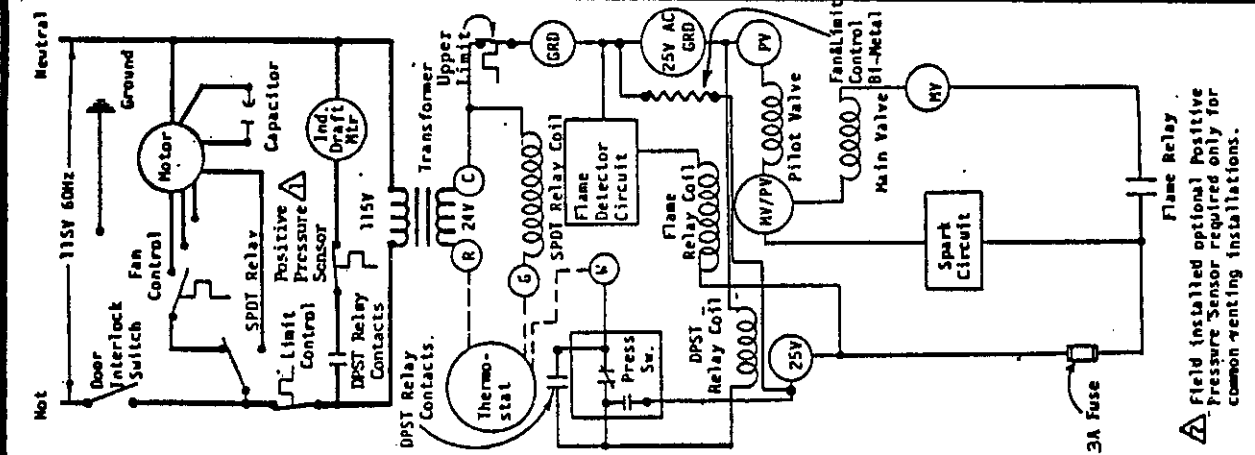 Hot
115V 60HZ
Neutral
Door
Interlock
Switch
Fan
Control
Ground
Motor
Capacitor
SPDT Relay
Limit
Control
Positive
Pressure
Sensor
1
Ind.
Draft
Mtr
DPST Relay
Contacts
115V
Transformer
24V
R
C
Upper
Limit
GRD
Thermo-
stat
G
SPDT Relay Coil
W
DPST Relay
Contacts.
Press
Sw.
Flame
Delector
Circuit
25V AC
GRD
PV
Fan&Limit
Control
Bi-Metal
Flame
Relay Coil
DPST
Relay Coil
25V
MV/PV
Pilot Valve
Main Valve
MV
Spark
Circuit
3A Fuse
Flame Relay
Field installed optional Positive
Pressure Sensor required only for
common venting installations.